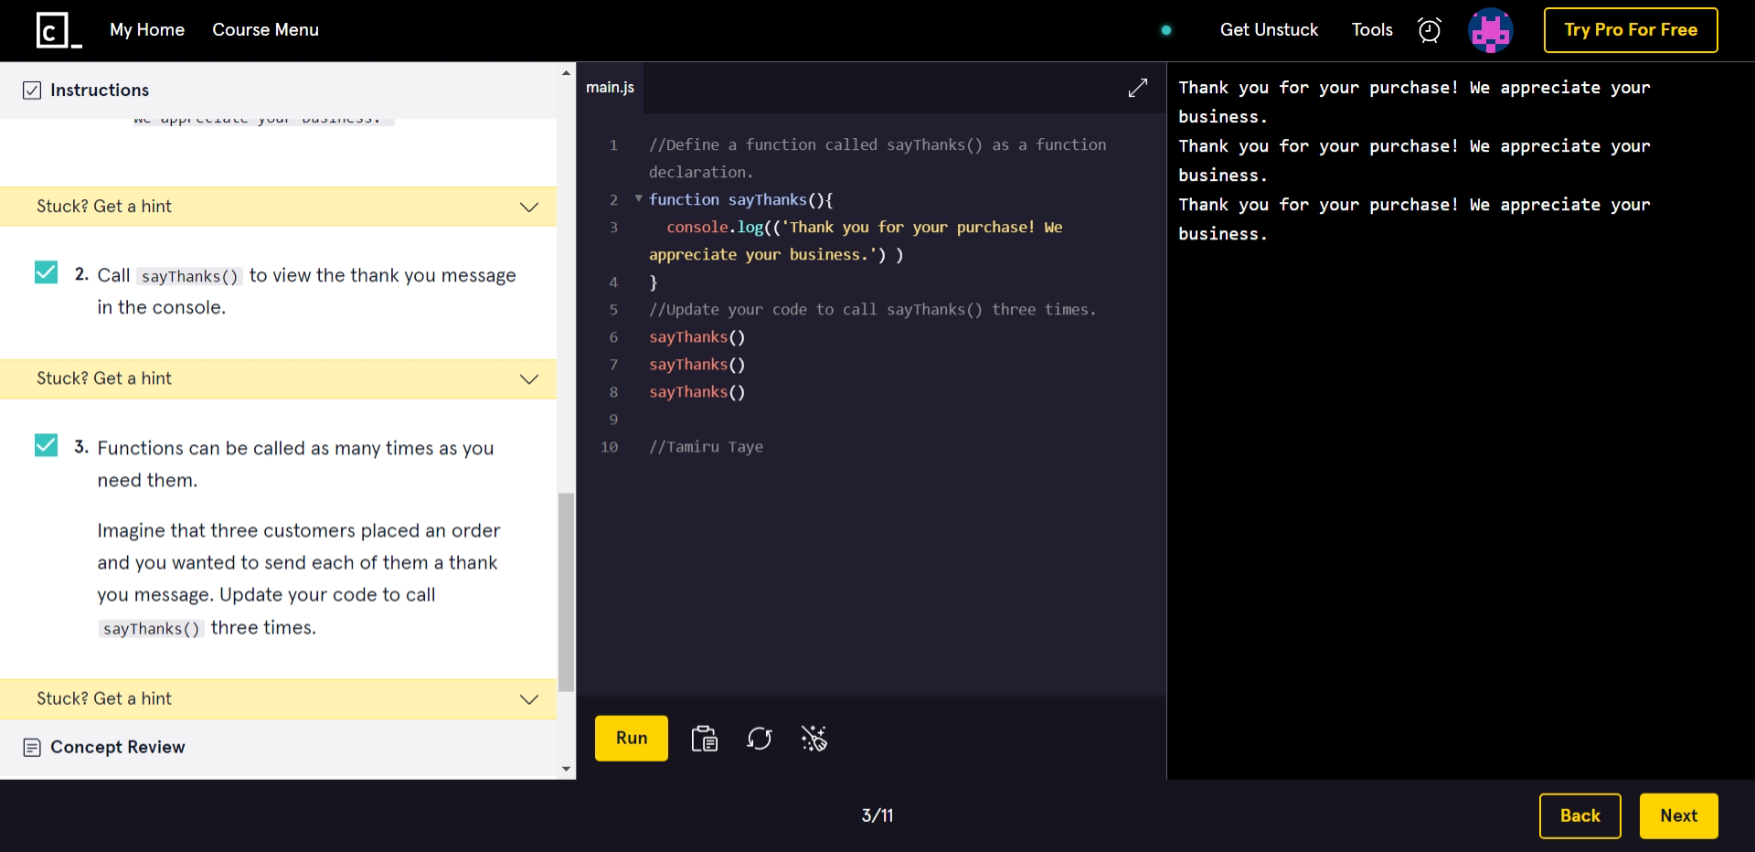 c_
My Home
Course Menu
Get Unstuck
Tools
Try Pro For Free
Instructions
we appreciate your business.
Stuck? Get a hint
2. Call sayThanks() to view the thank you message
in the console.
Stuck? Get a hint
3. Functions can be called as many times as you
need them.
Imagine that three customers placed an order
and you wanted to send each of them a thank
you message. Update your code to call
sayThanks() three times.
Stuck? Get a hint
Concept Review
main.js
1 //Define a function called sayThanks() as a function
declaration.
2 function sayThanks(){
3 console.log(('Thank you for your purchase! We
appreciate your business.') )
4 }
5 //Update your code to call sayThanks() three times.
6 sayThanks()
7 sayThanks()
8 sayThanks()
9
10 //Tamiru Taye
Run
Thank you for your purchase! We appreciate your
business.
Thank you for your purchase! We appreciate your
business.
Thank you for your purchase! We appreciate your
business.
3/11
Back
Next